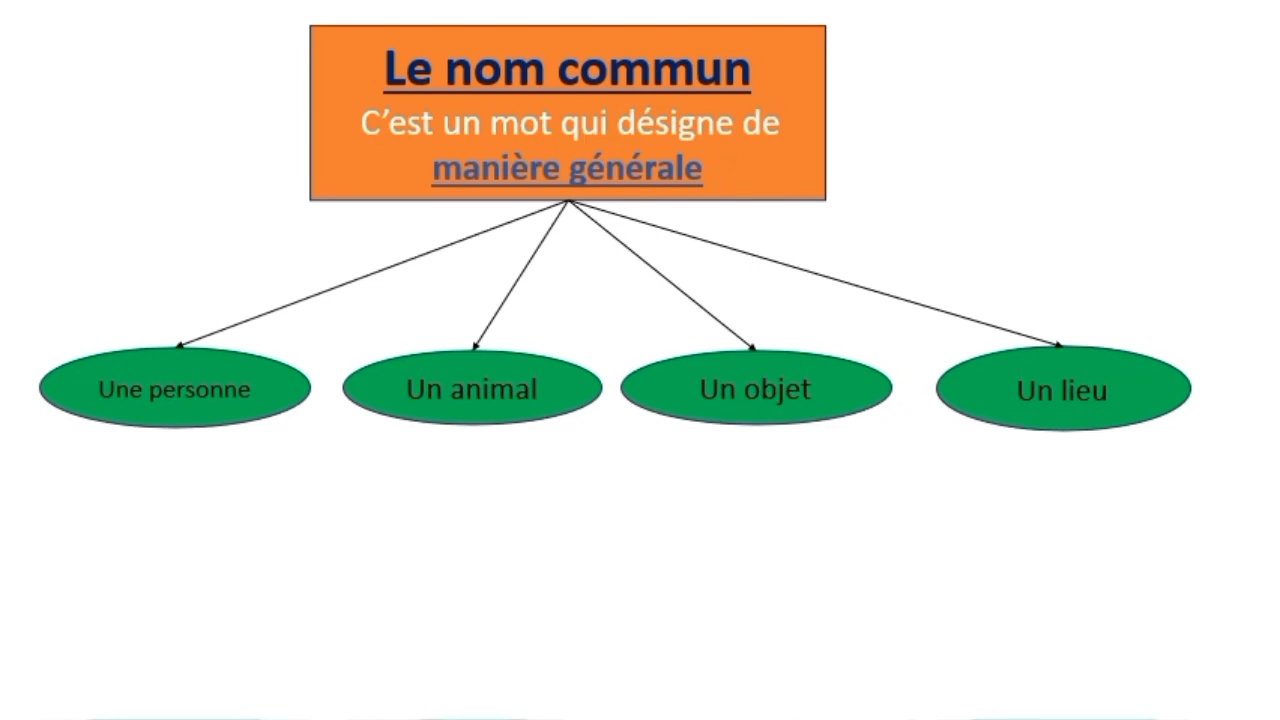 Le nom commun
C’est un mot qui désigne de
manière générale
Une personne
Un animal
Un objet
Un lieu